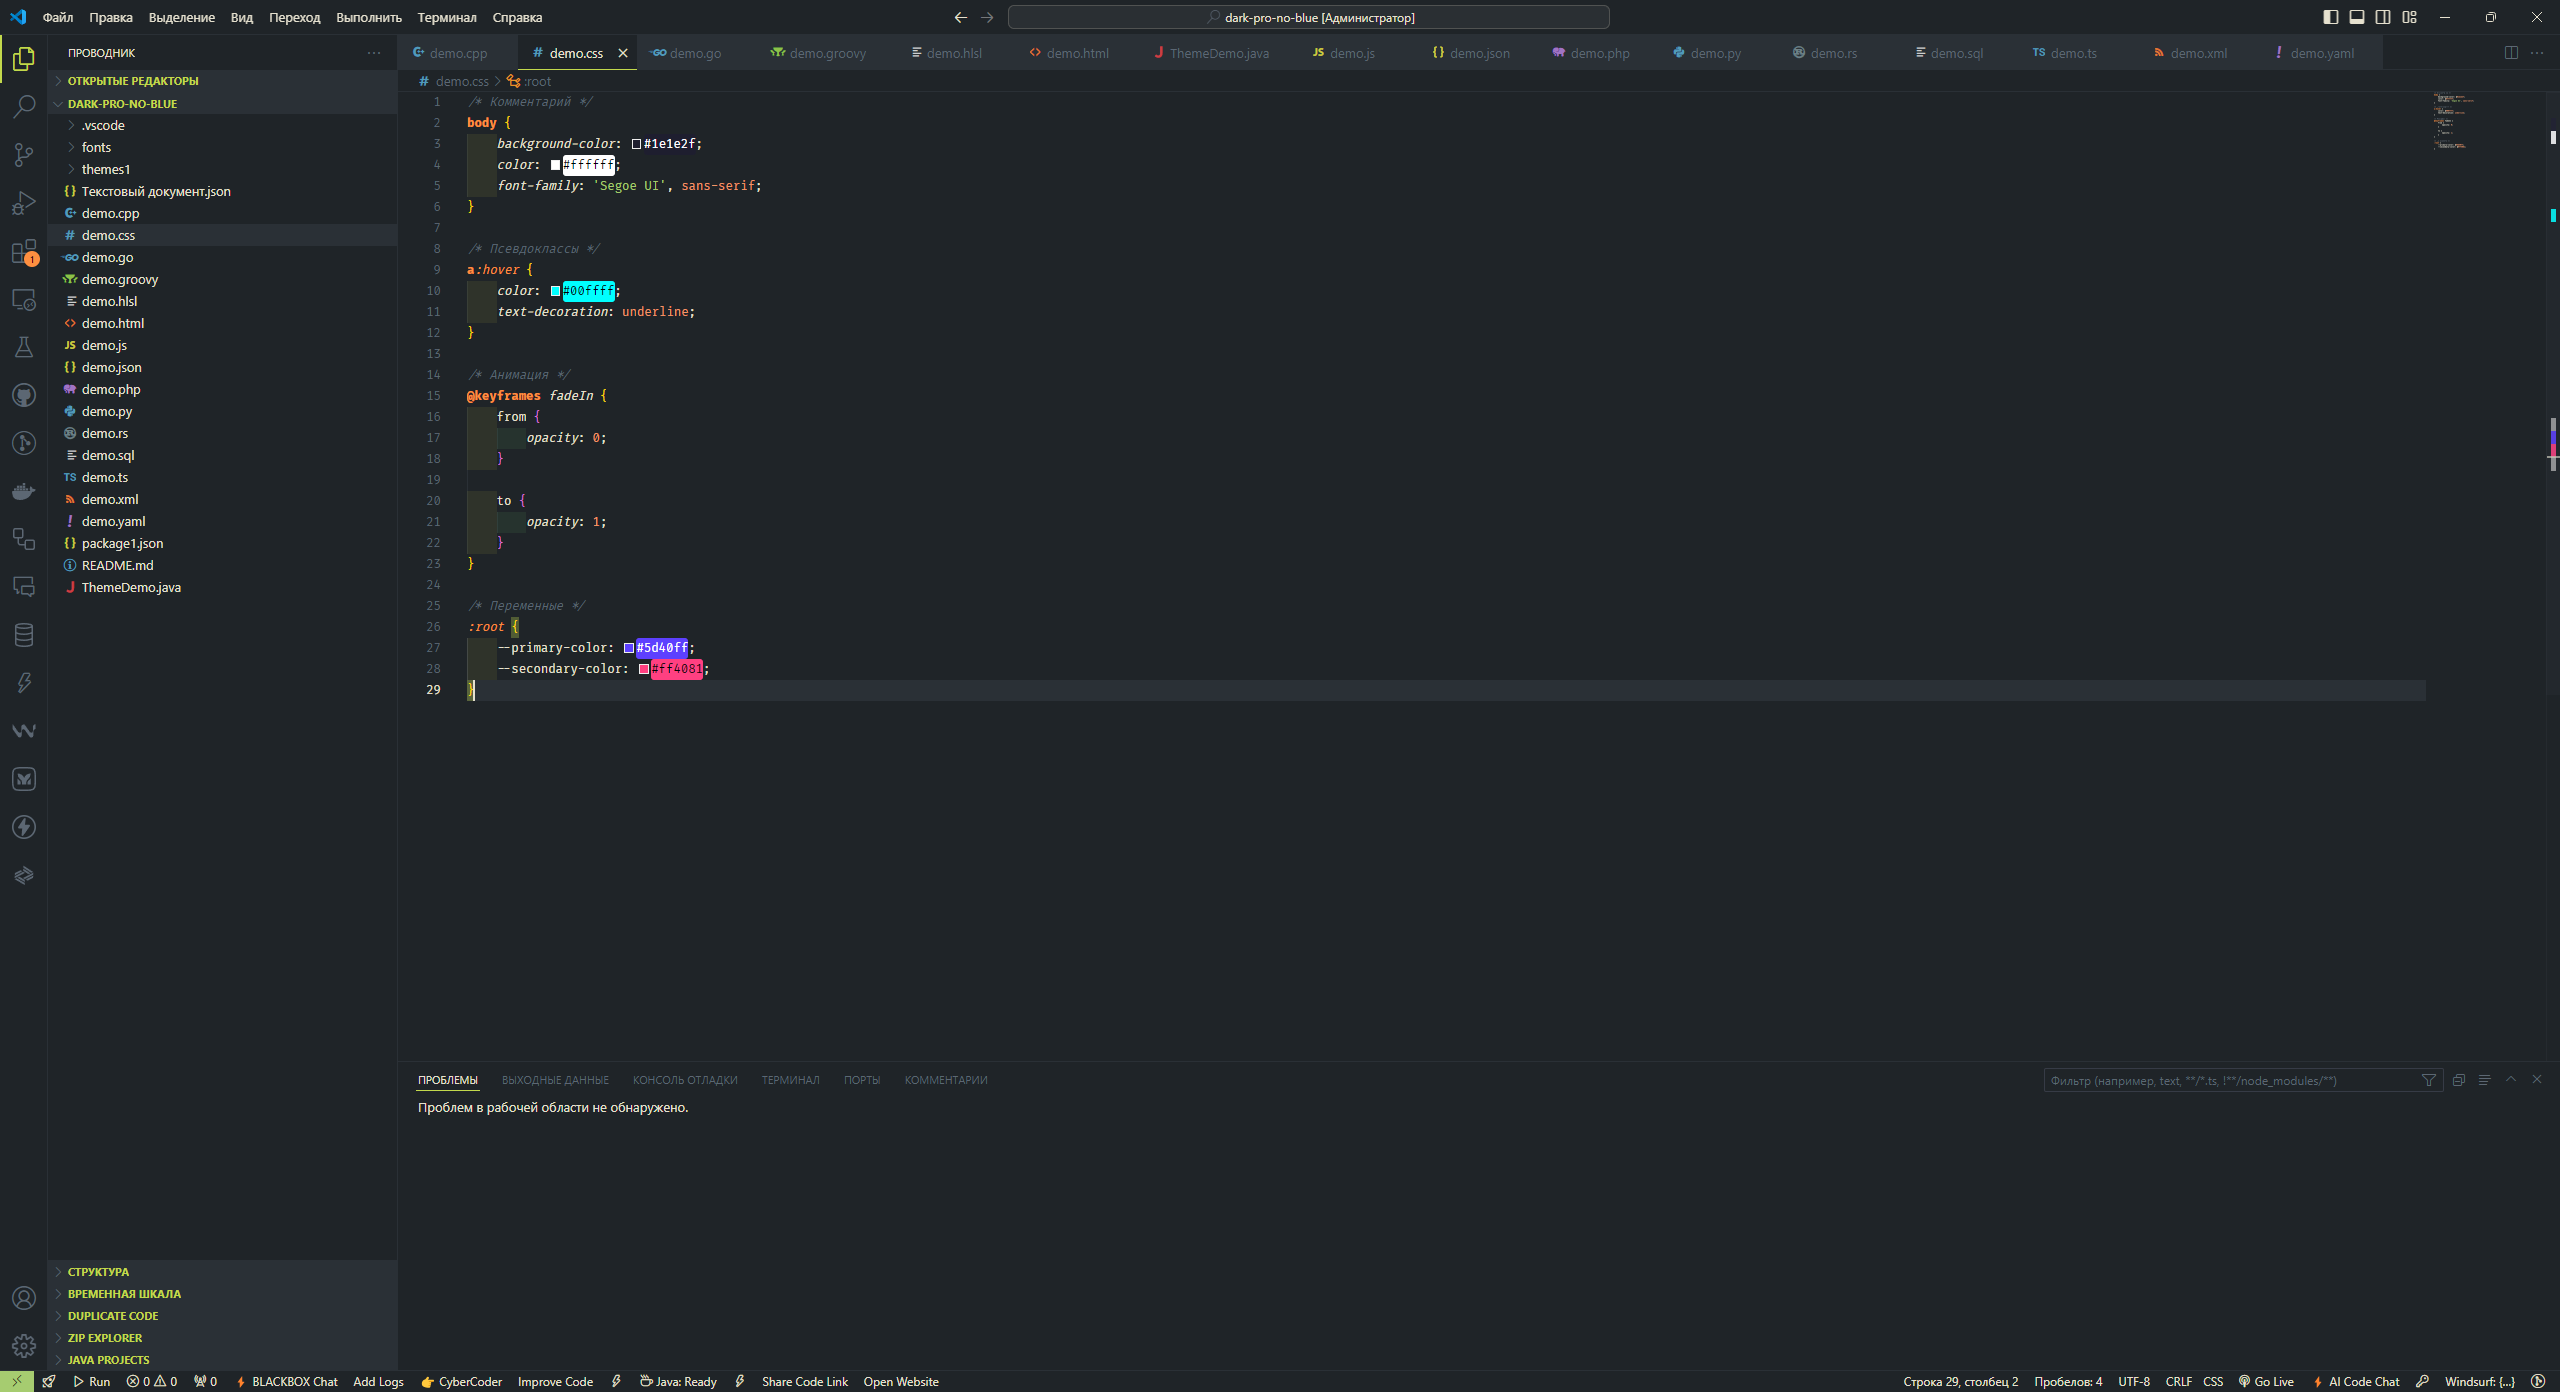 Файл Правка Выделение Вид Переход Выполнить Терминал Справка
dark-pro-no-blue [Администратор]
ПРОВОДНИК
ОТКРЫТЫЕ РЕДАКТОРЫ
DARK-PRO-NO-BLUE
.vscode
fonts
themes1
{} Текстовый документ.json
demo.cpp
# demo.css
GO demo.go
demo.groovy
demo.hlsl
<> demo.html
JS demo.js
{} demo.json
demo.php
demo.py
demo.rs
demo.sql
TS demo.ts
demo.xml
! demo.yaml
{} package1.json
README.md
J ThemeDemo.java
1
СТРУКТУРА
ВРЕМЕННАЯ ШКАЛА
DUPLICATE CODE
ZIP EXPLORER
JAVA PROJECTS
demo.cpp # demo.css GO demo.go demo.groovy demo.hlsl <> demo.html J ThemeDemo.java JS demo.js {} demo.json demo.php demo.py demo.rs demo.sql TS demo.ts demo.xml ! demo.yaml
# demo.css > :root
1 /* Комментарий */
2 body {
3 background-color: #1e1e2f;
4 color: #ffffff;
5 font-family: 'Segoe UI', sans-serif;
6 }
7
8 /* Псевдоклассы */
9 a:hover {
10 color: #00ffff;
11 text-decoration: underline;
12 }
13
14 /* Анимация */
15 @keyframes fadeIn {
16 from {
17 opacity: 0;
18 }
19
20 to {
21 opacity: 1;
22 }
23 }
24
25 /* Переменные */
26 :root {
27 --primary-color: #5d40ff;
28 --secondary-color: #ff4081;
29 }
ПРОБЛЕМЫ ВЫХОДНЫЕ ДАННЫЕ КОНСОЛЬ ОТЛАДКИ ТЕРМИНАЛ ПОРТЫ КОММЕНТАРИИ
Фильтр (например, text, **/*.ts, !**/node_modules/**)
Проблем в рабочей области не обнаружено.
Run 0 0 0 BLACKBOX Chat Add Logs CyberCoder Improve Code Java: Ready Share Code Link Open Website
Строка 29, столбец 2 Пробелов: 4 UTF-8 CRLF CSS Go Live AI Code Chat Windsurf: {...}